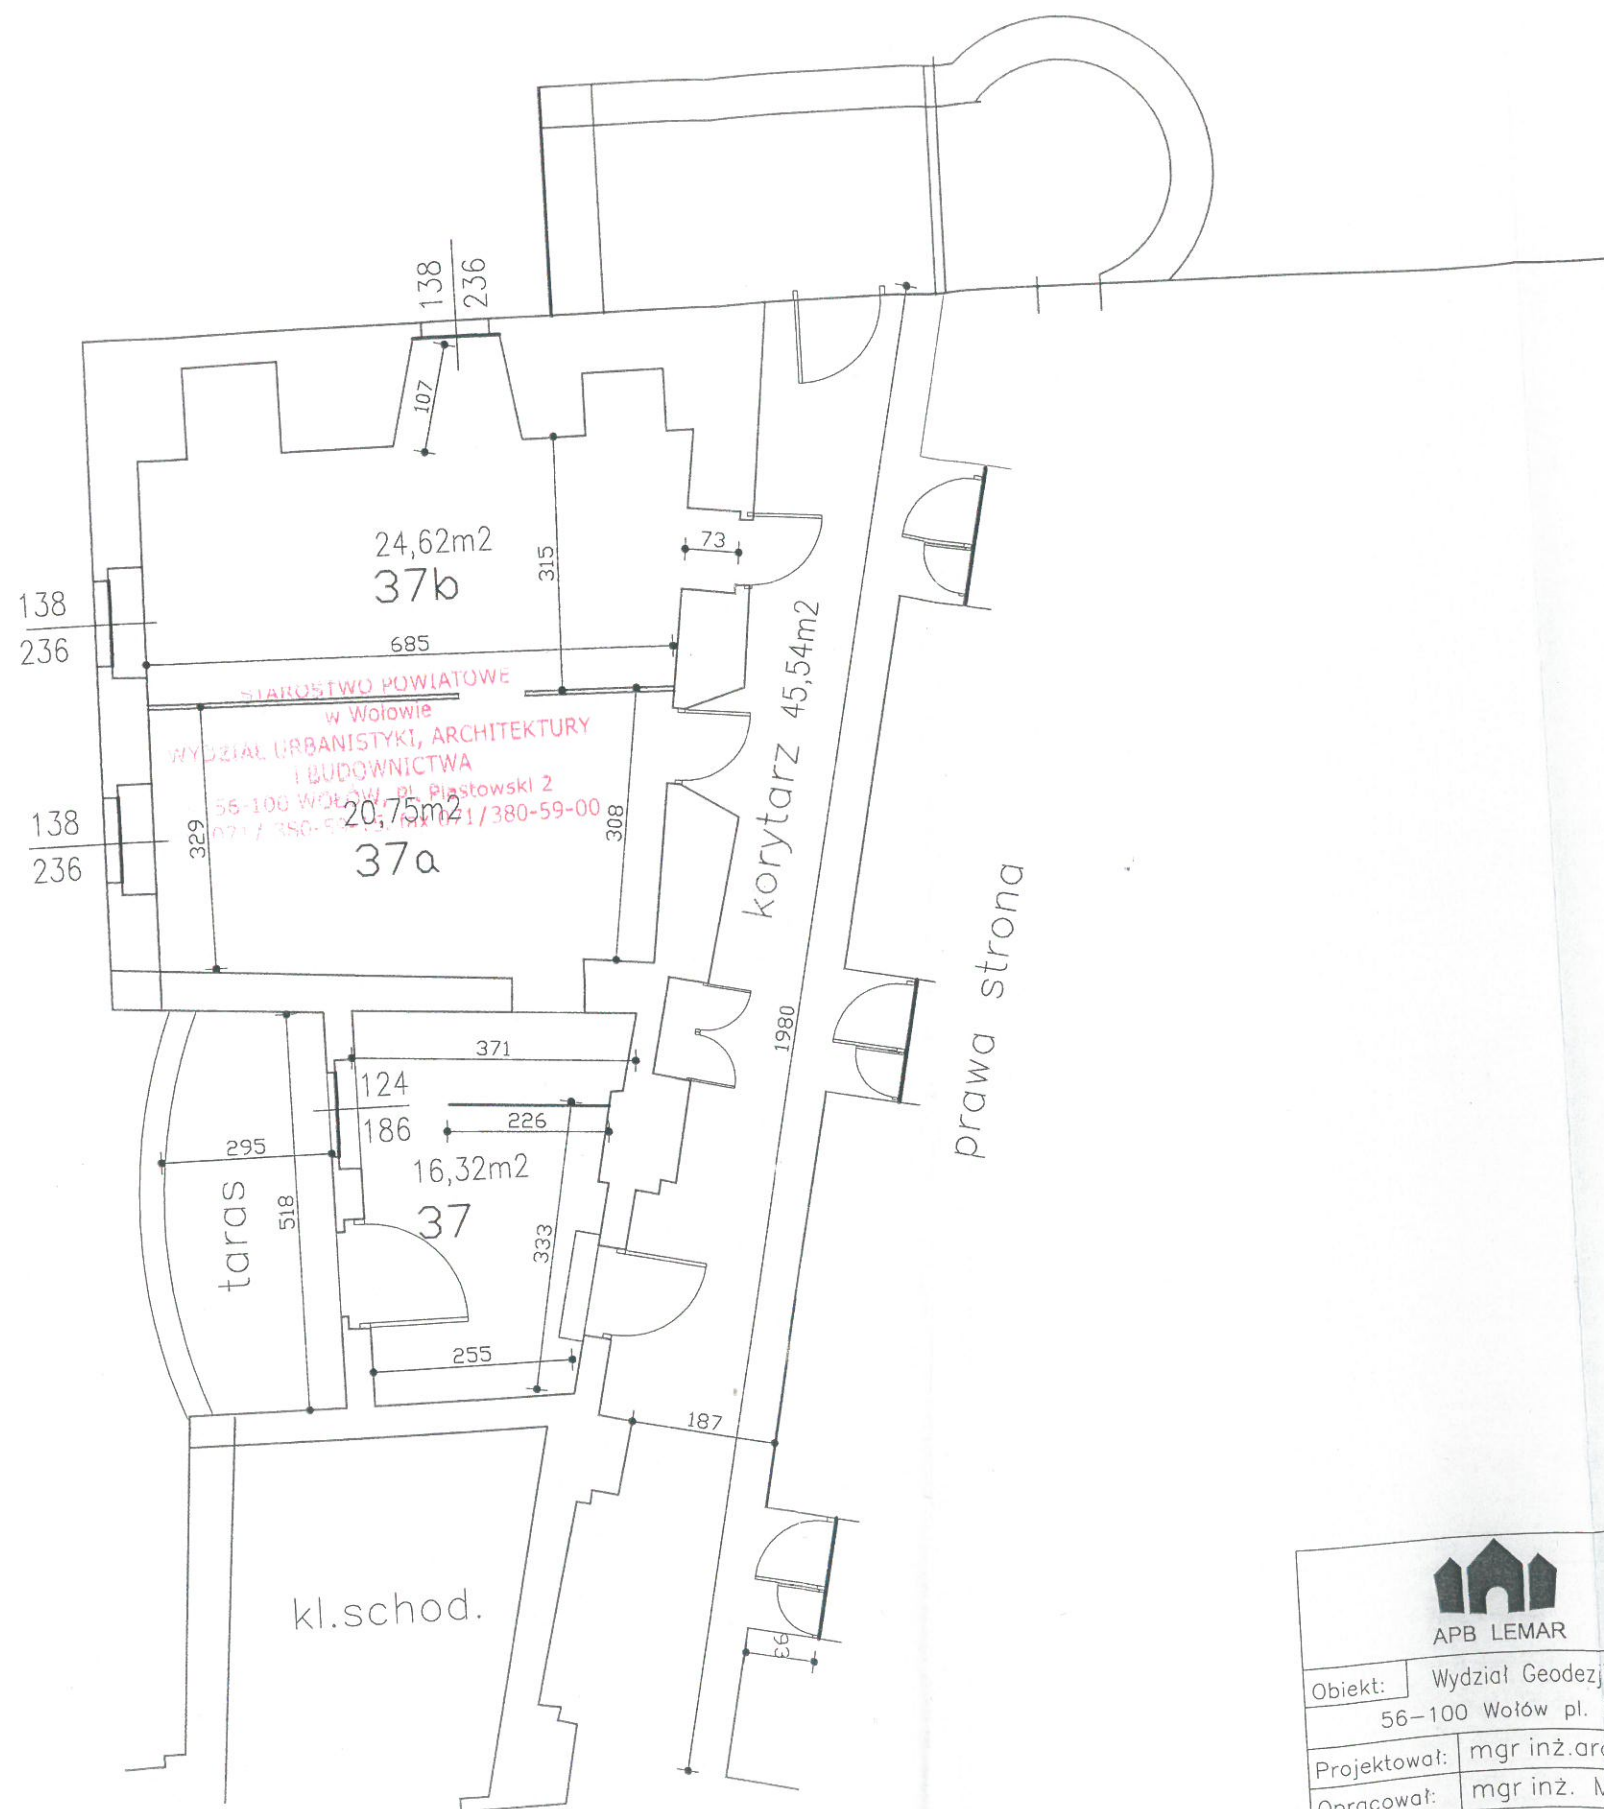 138
236
107
24,62m2
37b
315
73
138
236
685
STAROSTWO POWIATOWE
w Wołowie
WYDZIAŁ URBANISTYKI, ARCHITEKTURY
I BUDOWNICTWA
56-100 WOŁÓW, pl. Piastowski 2
071/380-59-00
20,75m2
37a
329
308
138
236
korytarz 45,54m2
1980
prawa strona
371
124
186
226
295
16,32m2
37
518
taras
333
255
187
kl.schod.
93
APB LEMAR
Obiekt: Wydział Geodezj
56-100 Wołów pl.
Projektował: mgr inż.arc
Opracował: mgr inż. M